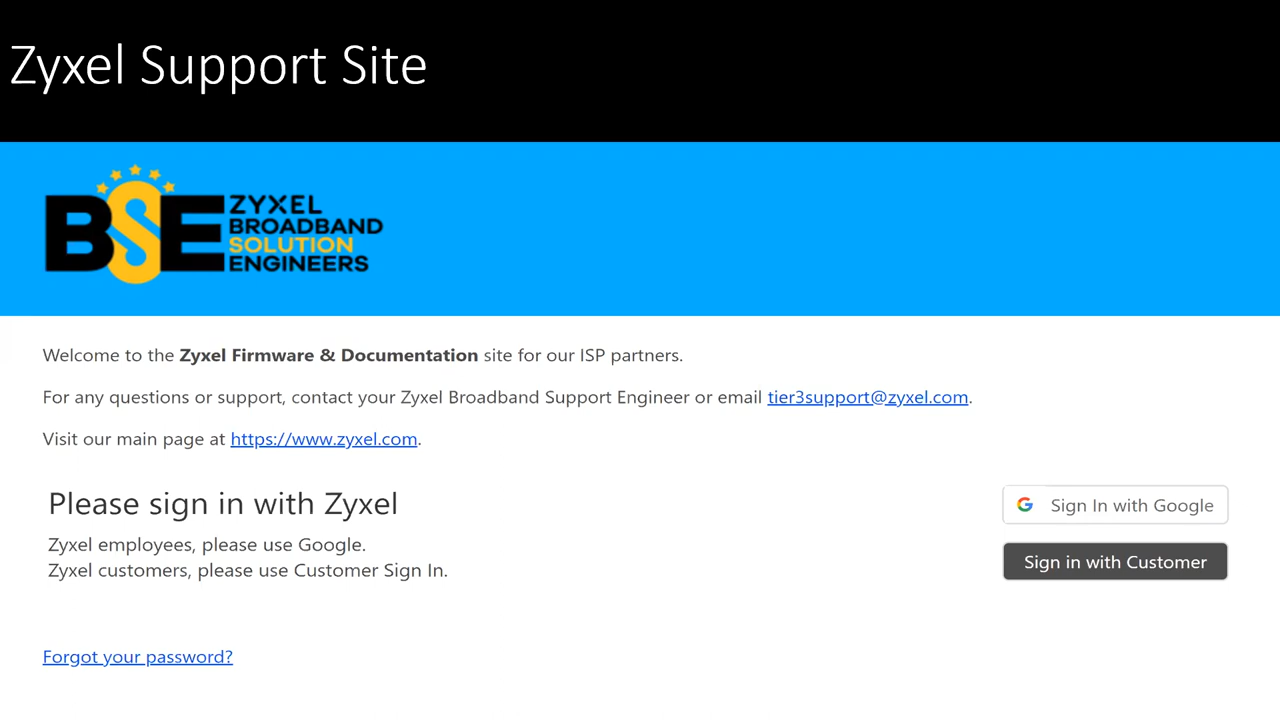 Zyxel Support Site
BSE
ZYXEL
BROADBAND
SOLUTION
ENGINEERS
Welcome to the Zyxel Firmware & Documentation site for our ISP partners.
For any questions or support, contact your Zyxel Broadband Support Engineer or email tier3support@zyxel.com.
Visit our main page at https://www.zyxel.com.
Please sign in with Zyxel
Zyxel employees, please use Google.
Zyxel customers, please use Customer Sign In.
Sign In with Google
Sign in with Customer
Forgot your password?